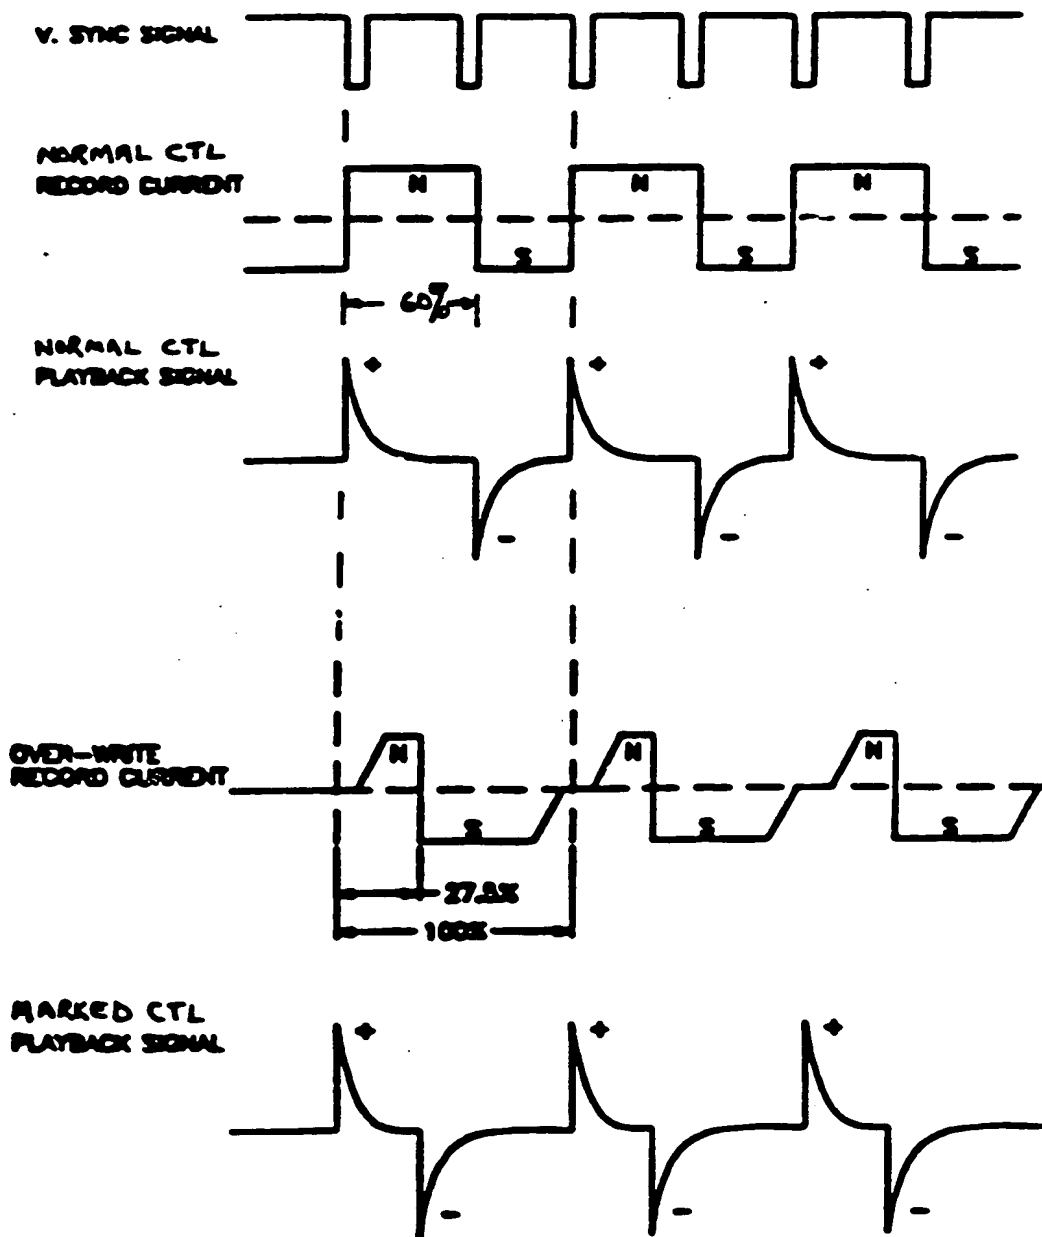 V. SYNC SIGNAL
NORMAL CTL
RECORD CURRENT
N N N
S S S
60%
NORMAL CTL
PLAYBACK SIGNAL
+ + +
- - -
OVER-WRITE
RECORD CURRENT
N N N
S S S
27.5%
100%
MARKED CTL
PLAYBACK SIGNAL
+ + +
- - -